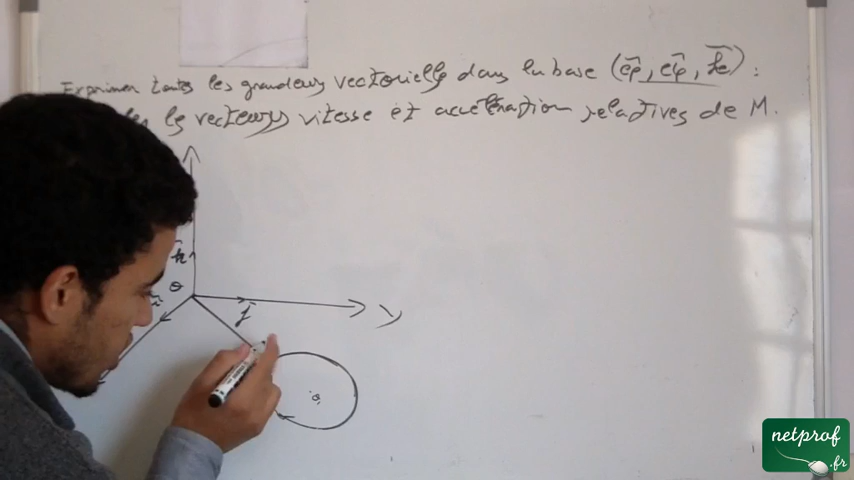 Exprimer toutes les grandeurs vectorielles dans la base (eρ, eφ, k) :
les vecteurs vitesse et accélération relatives de M.
k
O
i
j
y
O₁
netprof
.fr